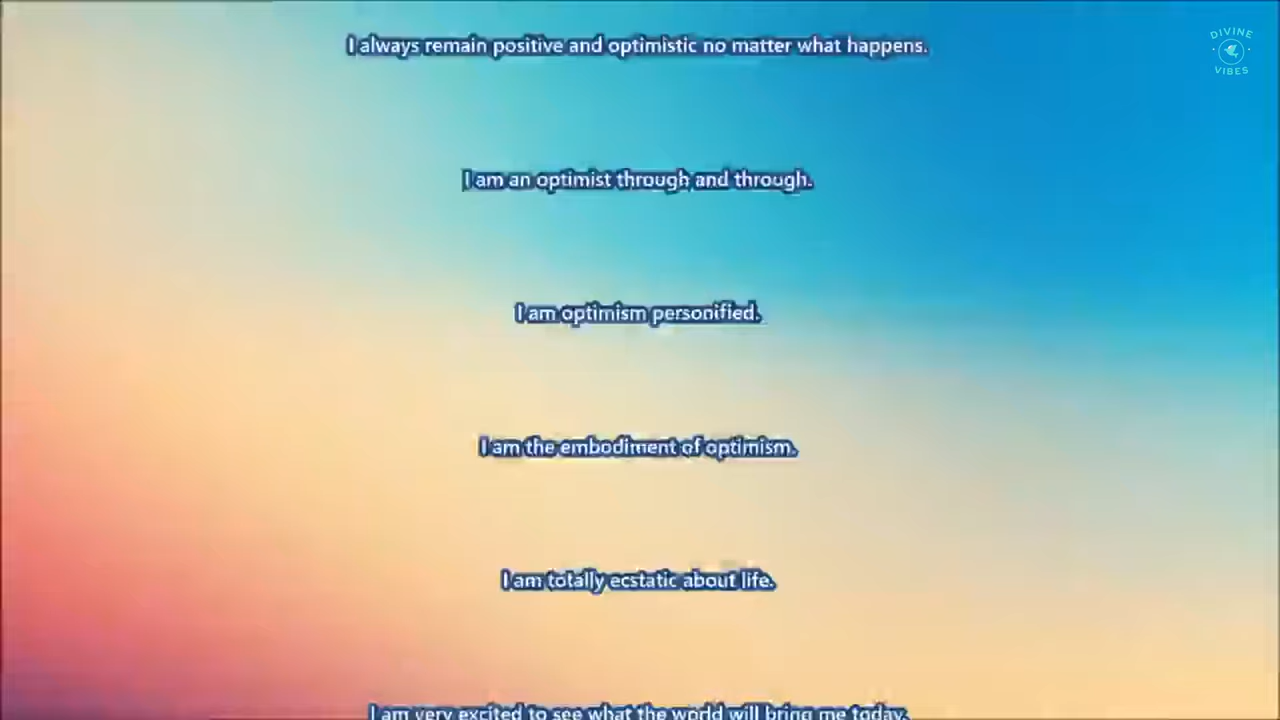 I always remain positive and optimistic no matter what happens.
DIVINE
VIBES
I am an optimist through and through.
I am optimism personified.
I am the embodiment of optimism.
I am totally ecstatic about life.
I am very excited to see what the world will bring me today.